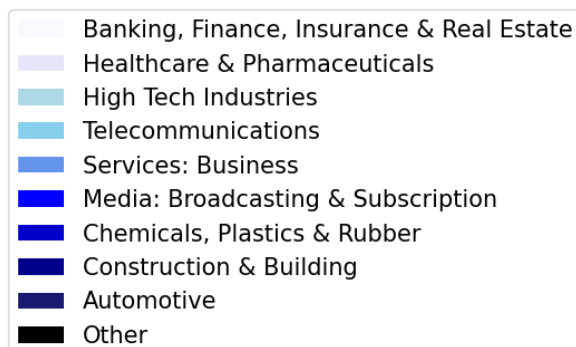 Banking, Finance, Insurance & Real Estate
Healthcare & Pharmaceuticals
High Tech Industries
Telecommunications
Services: Business
Media: Broadcasting & Subscription
Chemicals, Plastics & Rubber
Construction & Building
Automotive
Other